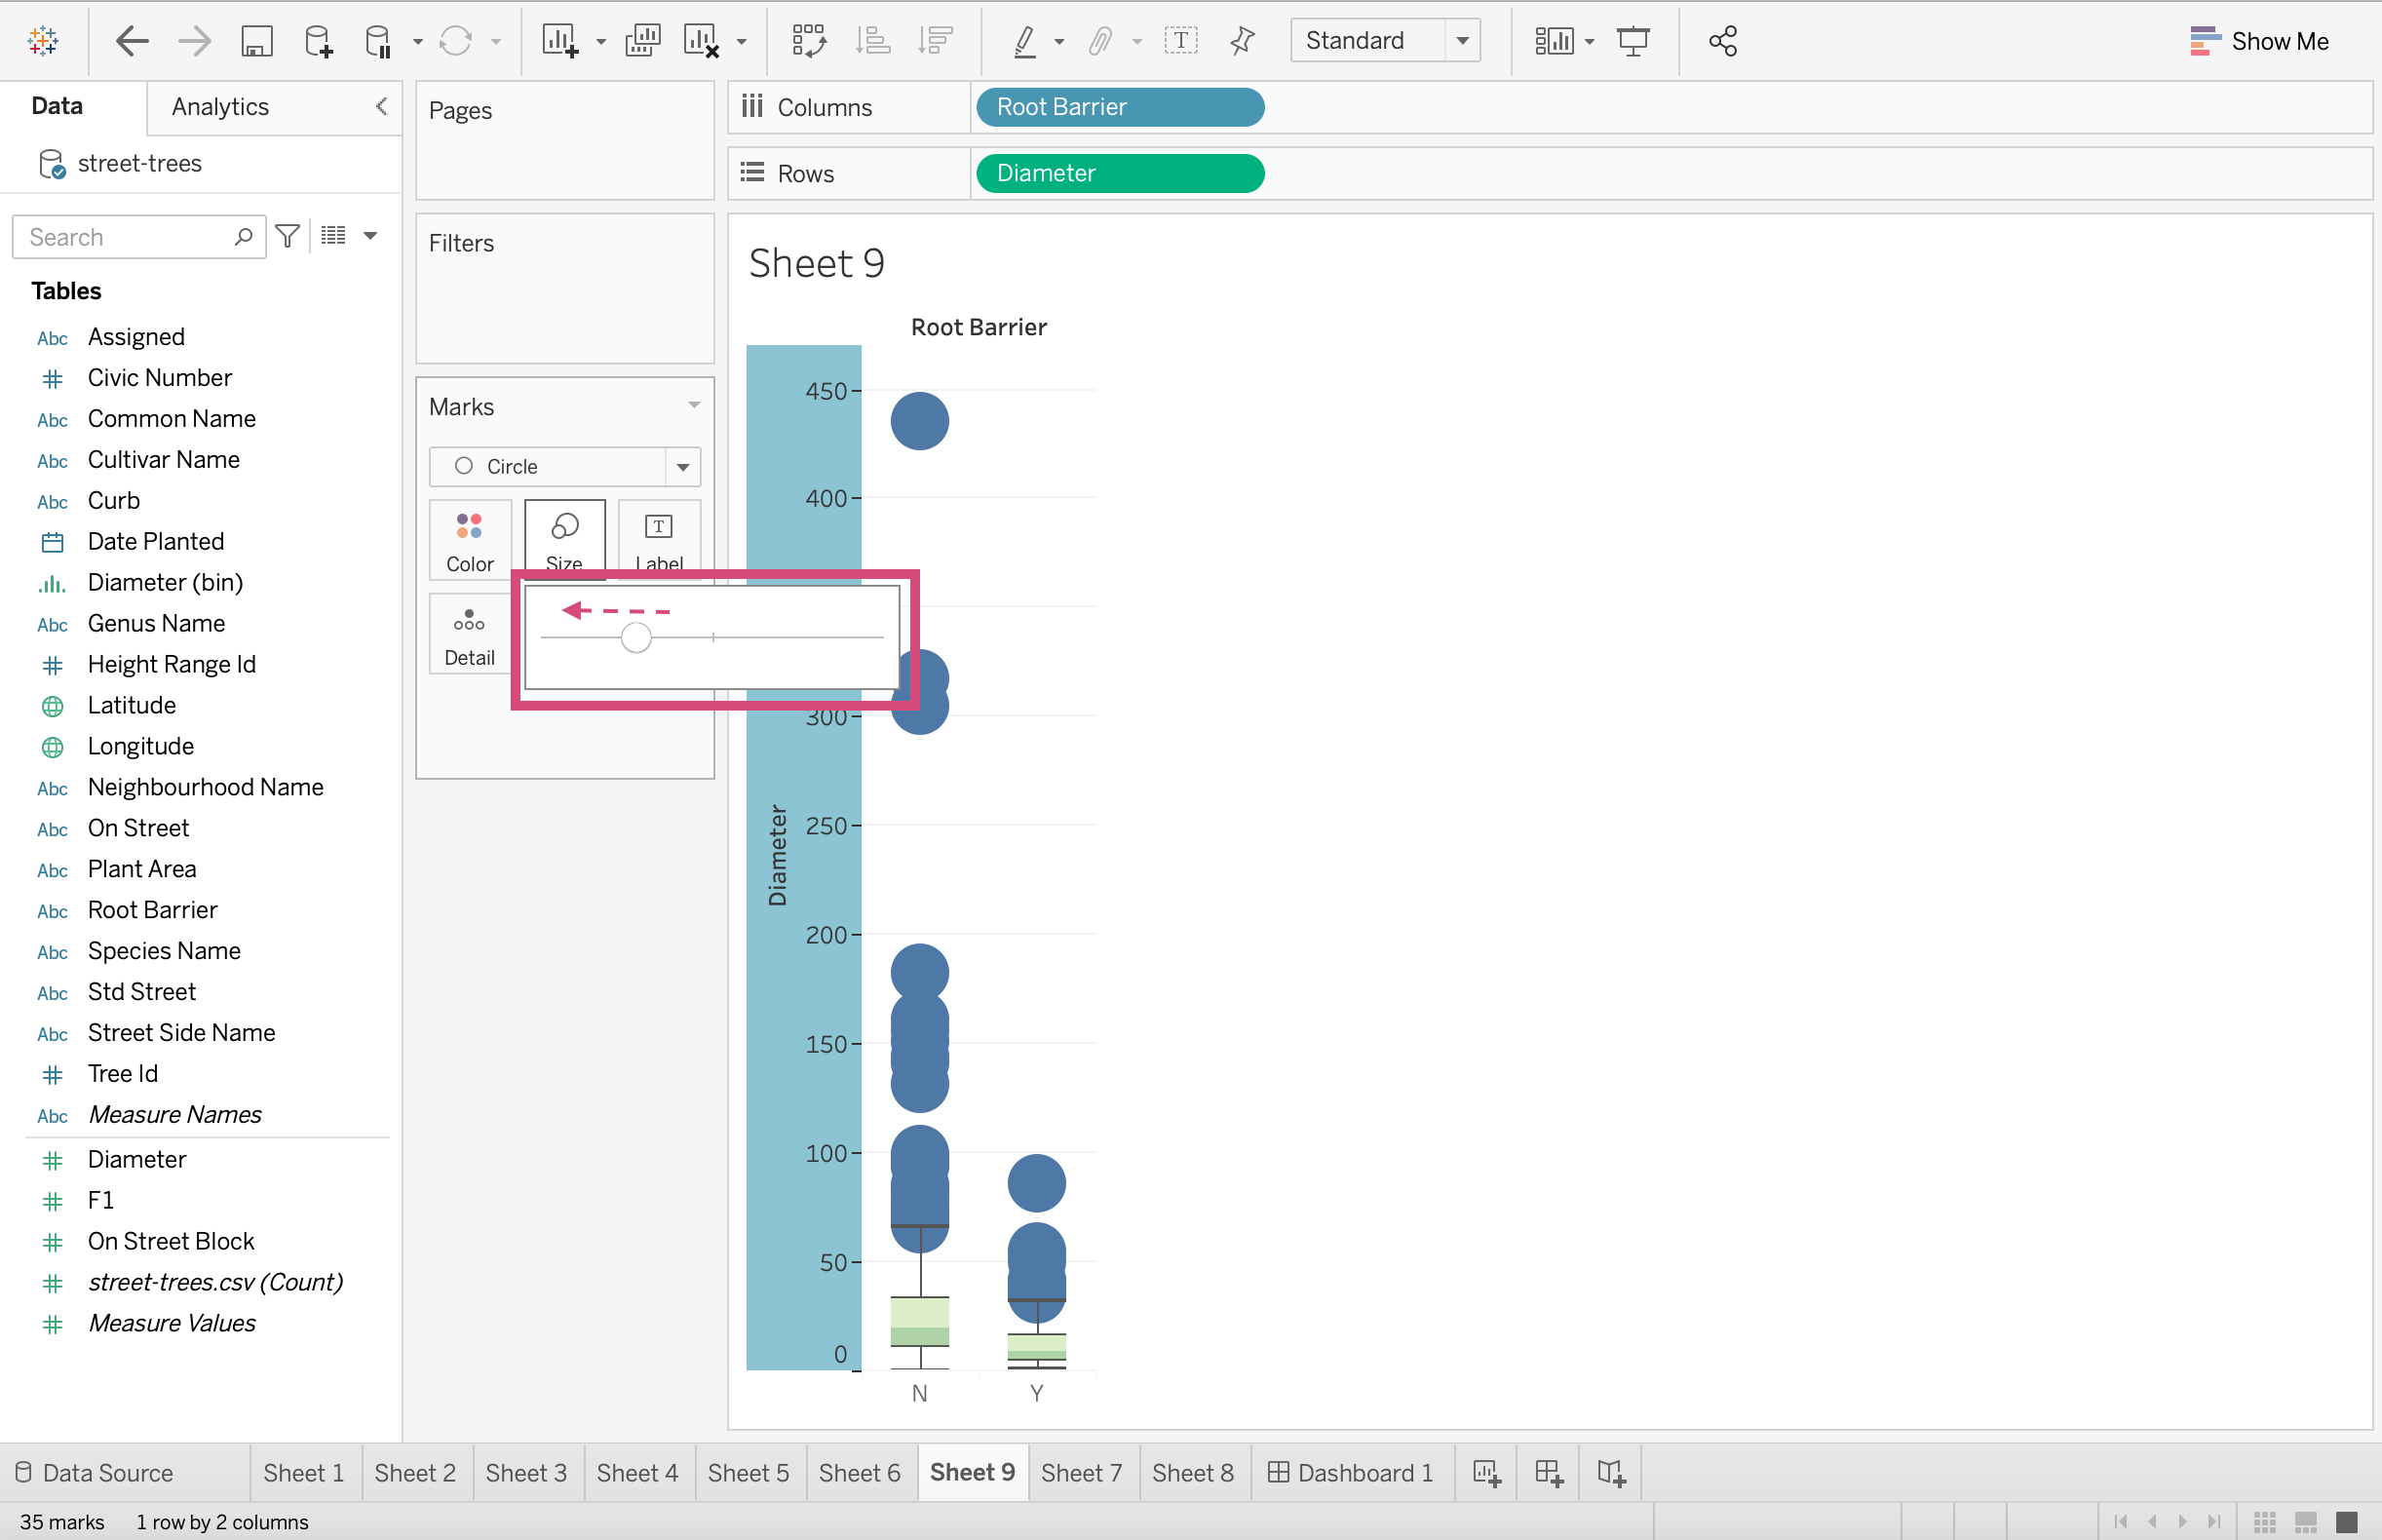 Standard
Show Me
Data
Analytics
street-trees
Search
Tables
Abc Assigned
Civic Number
Abc Common Name
Abc Cultivar Name
Abc Curb
Date Planted
Diameter (bin)
Abc Genus Name
Height Range Id
Latitude
Longitude
Abc Neighbourhood Name
Abc On Street
Abc Plant Area
Abc Root Barrier
Abc Species Name
Abc Std Street
Abc Street Side Name
Tree Id
Abc Measure Names
Diameter
F1
On Street Block
street-trees.csv (Count)
Measure Values
Pages
Filters
Marks
Circle
Color
Size
Label
Detail
Columns
Root Barrier
Rows
Diameter
Sheet 9
Root Barrier
450
400
300
250
200
150
100
50
0
Diameter
N Y
Data Source Sheet 1 Sheet 2 Sheet 3 Sheet 4 Sheet 5 Sheet 6 Sheet 9 Sheet 7 Sheet 8 Dashboard 1
35 marks 1 row by 2 columns